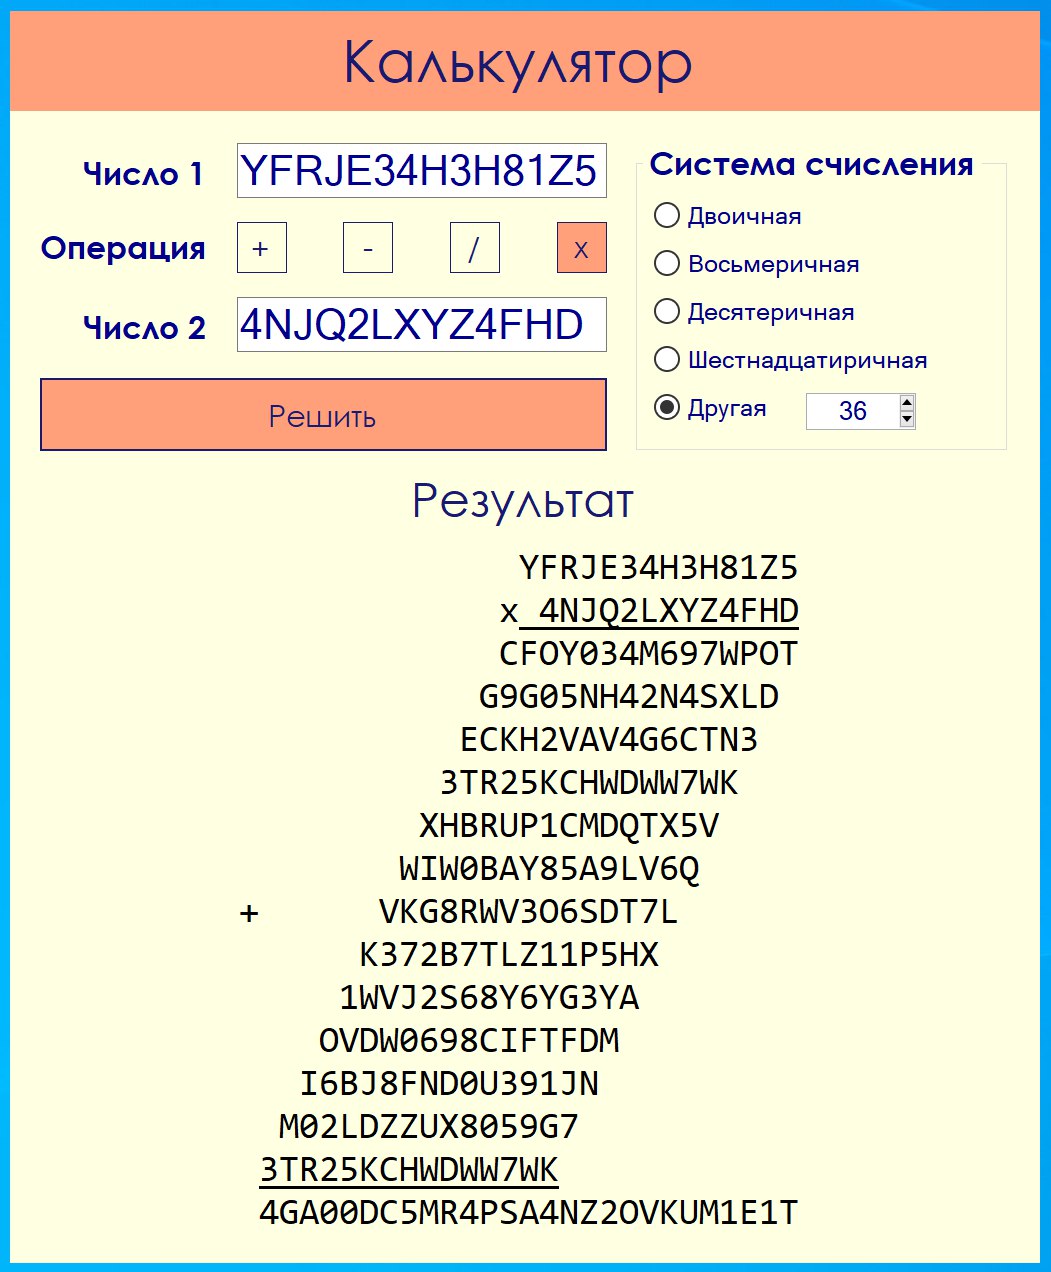 Калькулятор
Число 1 YFRJE34H3H81Z5
Операция + - / x
Число 2 4NJQ2LXYZ4FHD
Решить
Система счисления
Двоичная
Восьмеричная
Десятеричная
Шестнадцатиричная
Другая 36
Результат
YFRJE34H3H81Z5
x 4NJQ2LXYZ4FHD
CFOY034M697WPOT
G9G05NH42N4SXLD
ECKH2VAV4G6CTN3
3TR25KCHWDWW7WK
XHBRUP1CMDQTX5V
WIW0BAY85A9LV6Q
+ VKG8RWV3O6SDT7L
K372B7TLZ11P5HX
1WVJ2S68Y6YG3YA
OVDW0698CIFTFDM
I6BJ8FND0U391JN
M02LDZZUX8059G7
3TR25KCHWDWW7WK
4GA00DC5MR4PSA4NZ2OVKUM1E1T